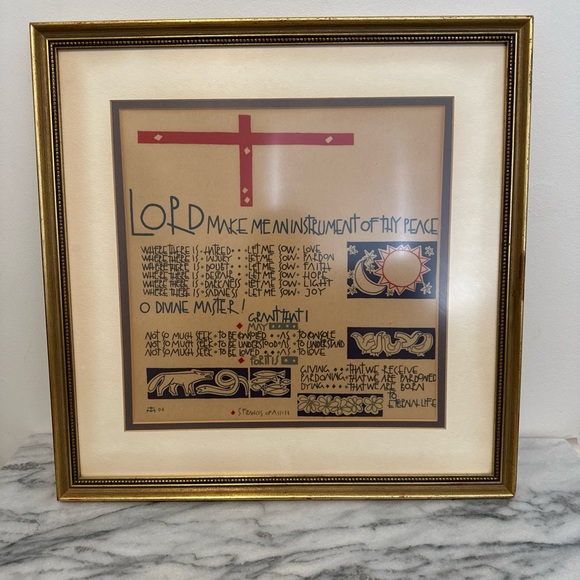 LORD MAKE ME AN INSTRUMENT OF THY PEACE
WHERE THERE IS • HATRED • • • LET ME SOW • LOVE
WHERE THERE IS • INJURY • • LET ME SOW • PARDON
WHERE THERE IS • DOUBT • • • LET ME SOW • FAITH
WHERE THERE IS • DESPAIR • • LET ME SOW • HOPE
WHERE THERE IS • DARKNESS • LET ME SOW • LIGHT
WHERE THERE IS • SADNESS • LET ME SOW • JOY
O DIVINE MASTER!
GRANT THAT I
MAY
NOT SO MUCH SEEK • TO BE CONSOLED • • AS • TO CONSOLE
NOT SO MUCH SEEK • TO BE UNDERSTOOD • AS • TO UNDERSTAND
NOT SO MUCH SEEK • TO BE LOVED • • • AS • TO LOVE
FOR IT IS
GIVING • • • THAT WE RECEIVE
PARDONING • THAT WE ARE PARDONED
DYING • • • THAT WE ARE BORN
TO
ETERNAL LIFE